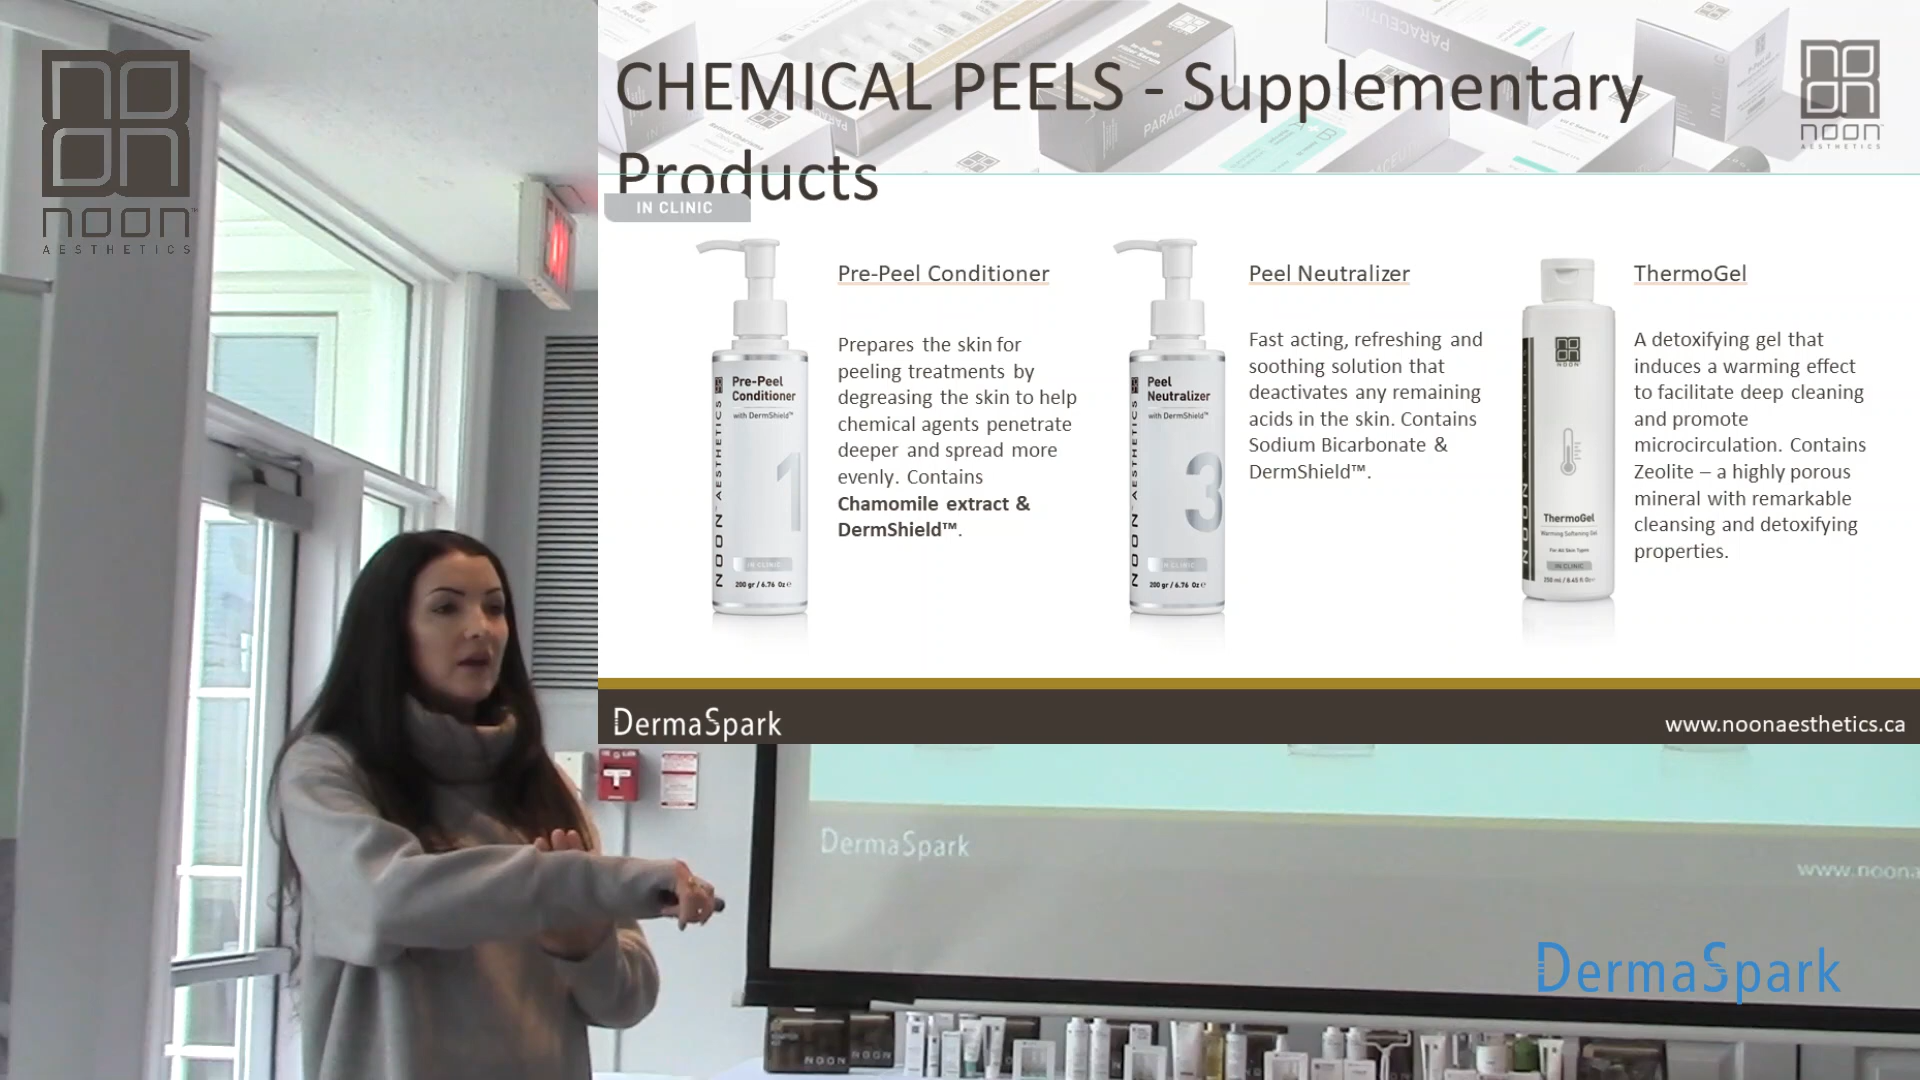 noon
AESTHETICS
CHEMICAL PEELS - Supplementary
Products
IN CLINIC
noon
AESTHETICS
Pre-Peel Conditioner
Prepares the skin for
peeling treatments by
degreasing the skin to help
chemical agents penetrate
deeper and spread more
evenly. Contains
Chamomile extract &
DermShield™.
Peel Neutralizer
Fast acting, refreshing and
soothing solution that
deactivates any remaining
acids in the skin. Contains
Sodium Bicarbonate &
DermShield™.
ThermoGel
A detoxifying gel that
induces a warming effect
to facilitate deep cleaning
and promote
microcirculation. Contains
Zeolite – a highly porous
mineral with remarkable
cleansing and detoxifying
properties.
Pre-Peel
Conditioner
with DermShield™
NOON AESTHETICS
1
IN CLINIC
200 gr / 6.76 Oz e
Peel
Neutralizer
with DermShield™
NOON AESTHETICS
3
IN CLINIC
200 gr / 6.76 Oz e
NOON
ThermoGel
Warming Softening Gel
For All Skin Types
IN CLINIC
250 ml / 8.45 fl.Oz
DermaSpark
www.noonaesthetics.ca
DermaSpark
www.noona
DermaSpark
NOON
NOON